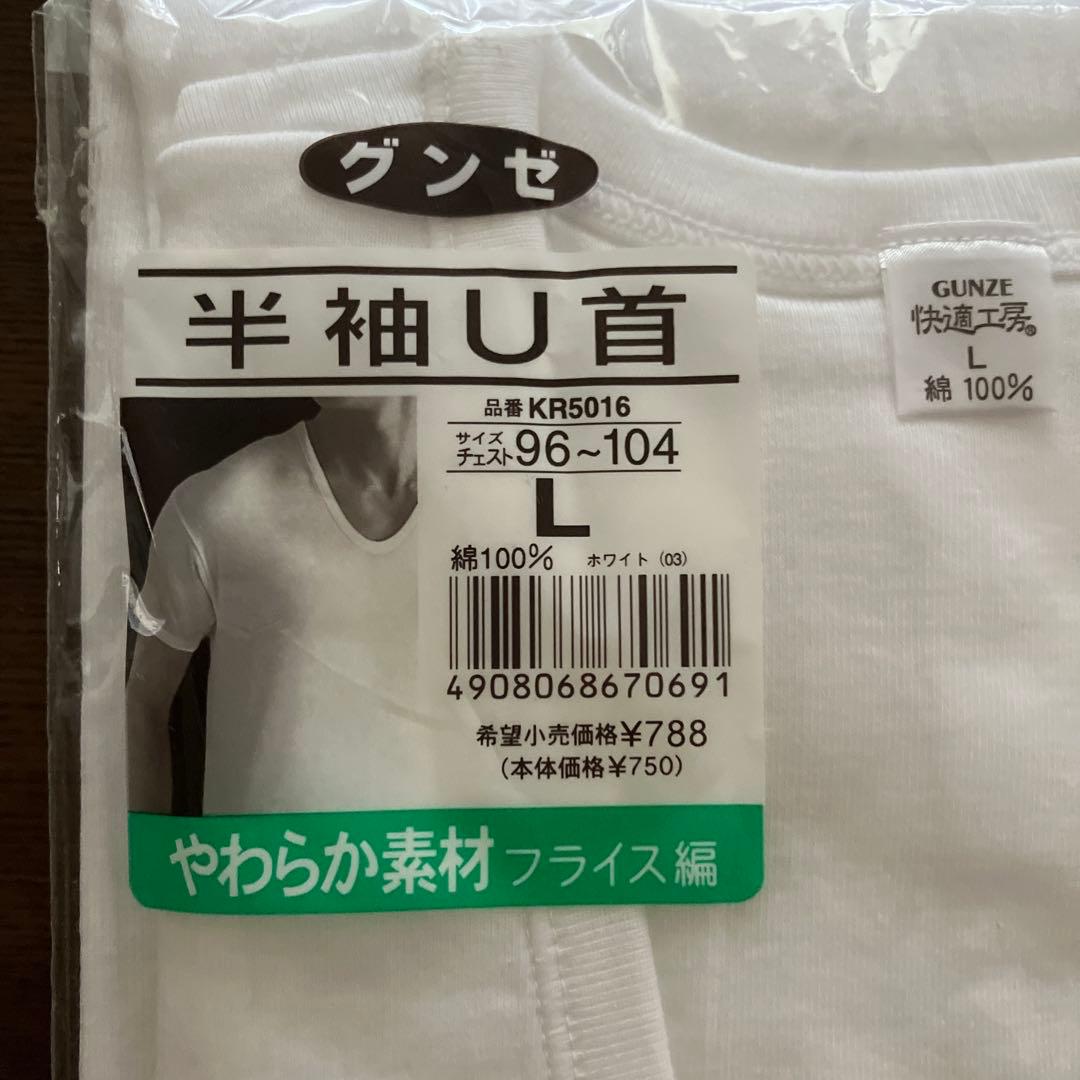 グンゼ
半袖U首
品番KR5016
サイズ
チェスト96~104
L
綿100%
ホワイト(03)
4908068670691
希望小売価格¥788
(本体価格¥750)
やわらか素材フライス編
GUNZE
快適工房®
L
綿 100%